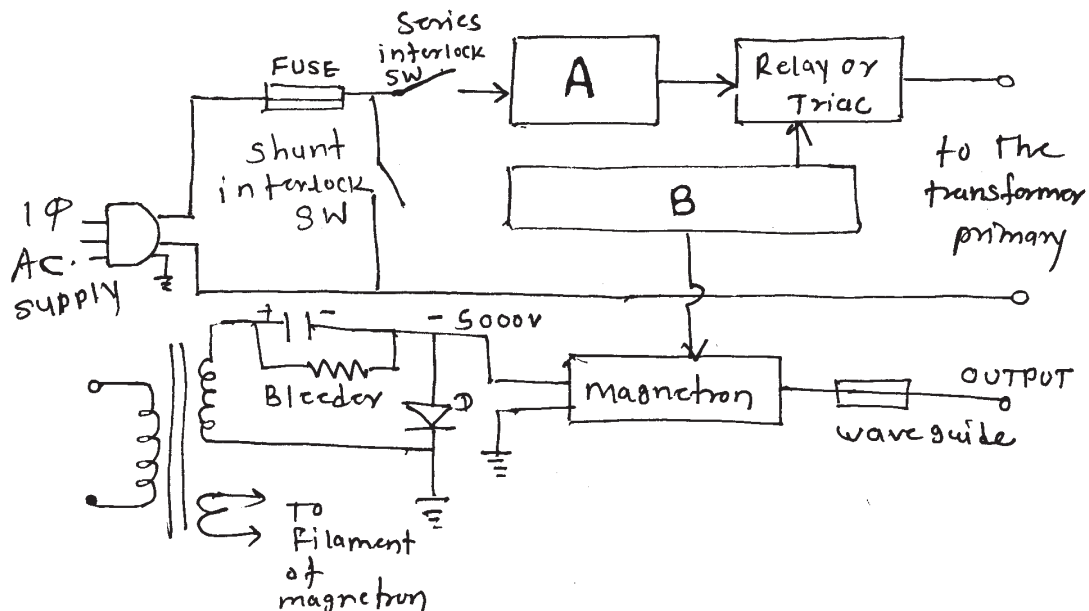 Series
interlock
SW
FUSE
A
Relay or
Triac
Shunt
interlock
SW
B
to the
transformer
primary
1 φ
AC.
supply
+ -
- 5000V
Bleeder
D
magnetron
OUTPUT
wave guide
To
Filament
of
magnetron